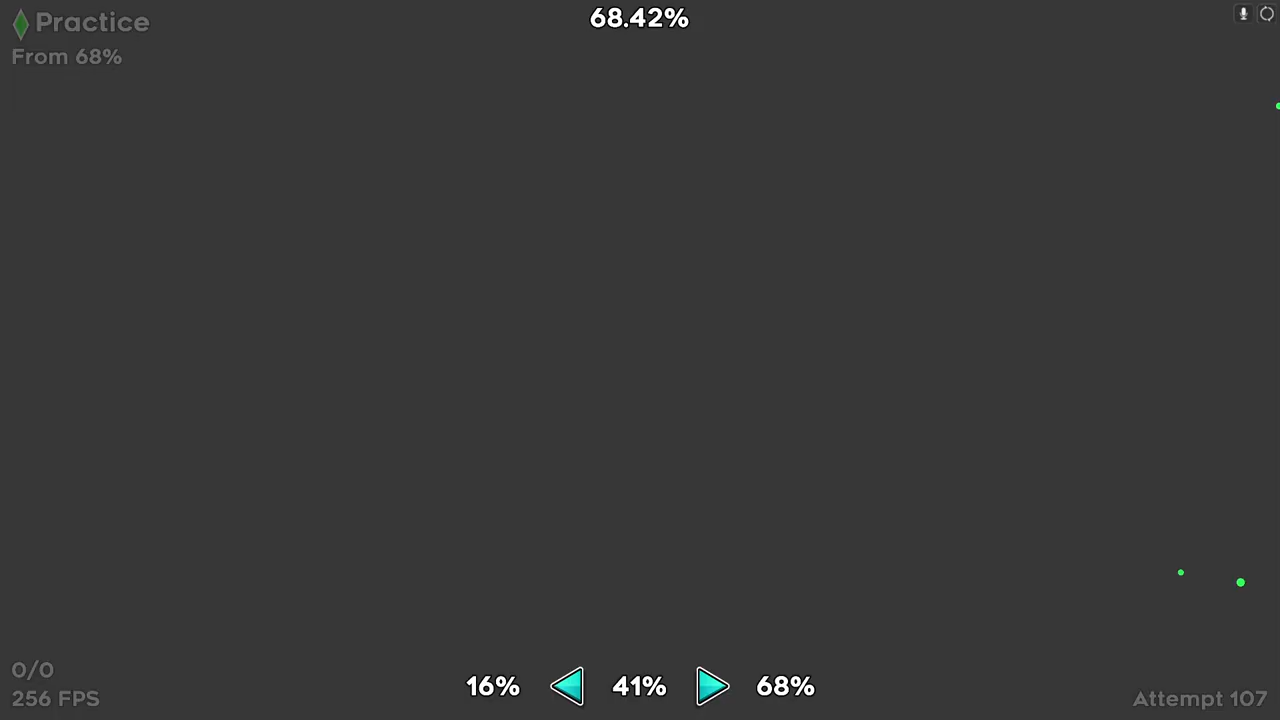 Practice
68.42%
From 68%
0/0
256 FPS
16%
41%
68%
Attempt 107